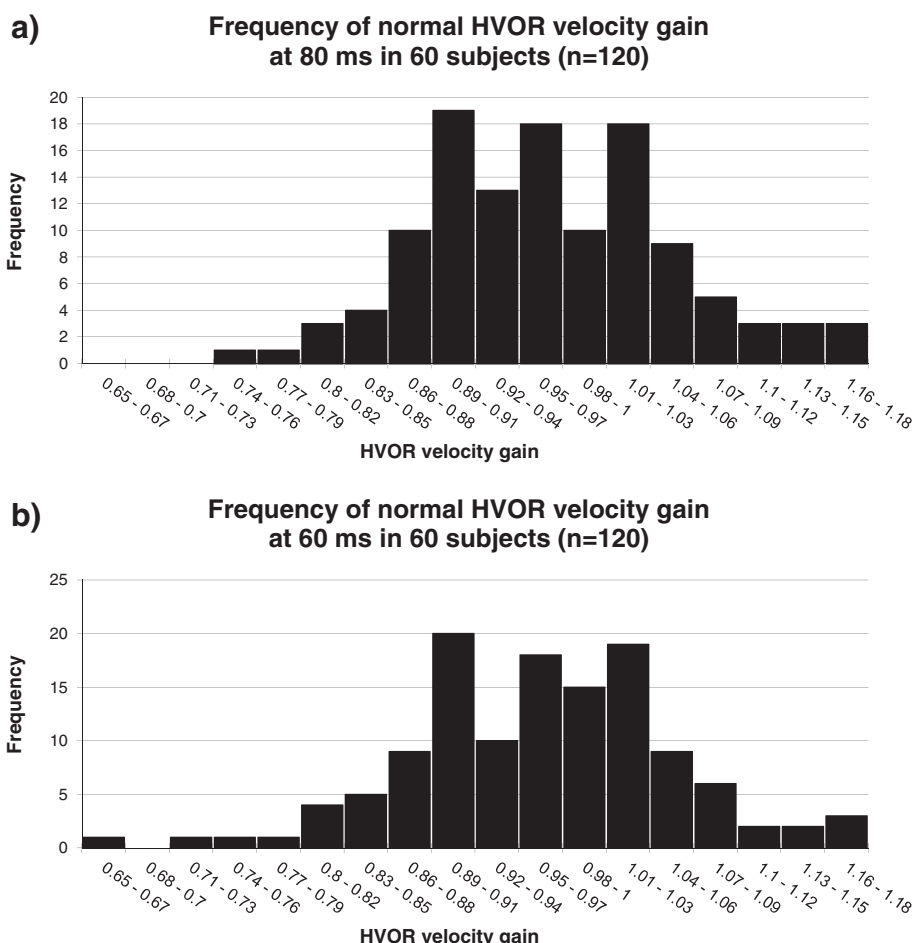 a)
Frequency of normal HVOR velocity gain
at 80 ms in 60 subjects (n=120)
Frequency
20
18
16
14
12
10
8
6
4
2
0
0.65 - 0.67
0.68 - 0.7
0.71 - 0.73
0.74 - 0.76
0.77 - 0.79
0.8 - 0.82
0.83 - 0.85
0.86 - 0.88
0.89 - 0.91
0.92 - 0.94
0.95 - 0.97
0.98 - 1
1.01 - 1.03
1.04 - 1.06
1.07 - 1.09
1.1 - 1.12
1.13 - 1.15
1.16 - 1.18
HVOR velocity gain
b)
Frequency of normal HVOR velocity gain
at 60 ms in 60 subjects (n=120)
Frequency
25
20
15
10
5
0
0.65 - 0.67
0.68 - 0.7
0.71 - 0.73
0.74 - 0.76
0.77 - 0.79
0.8 - 0.82
0.83 - 0.85
0.86 - 0.88
0.89 - 0.91
0.92 - 0.94
0.95 - 0.97
0.98 - 1
1.01 - 1.03
1.04 - 1.06
1.07 - 1.09
1.1 - 1.12
1.13 - 1.15
1.16 - 1.18
HVOR velocity gain